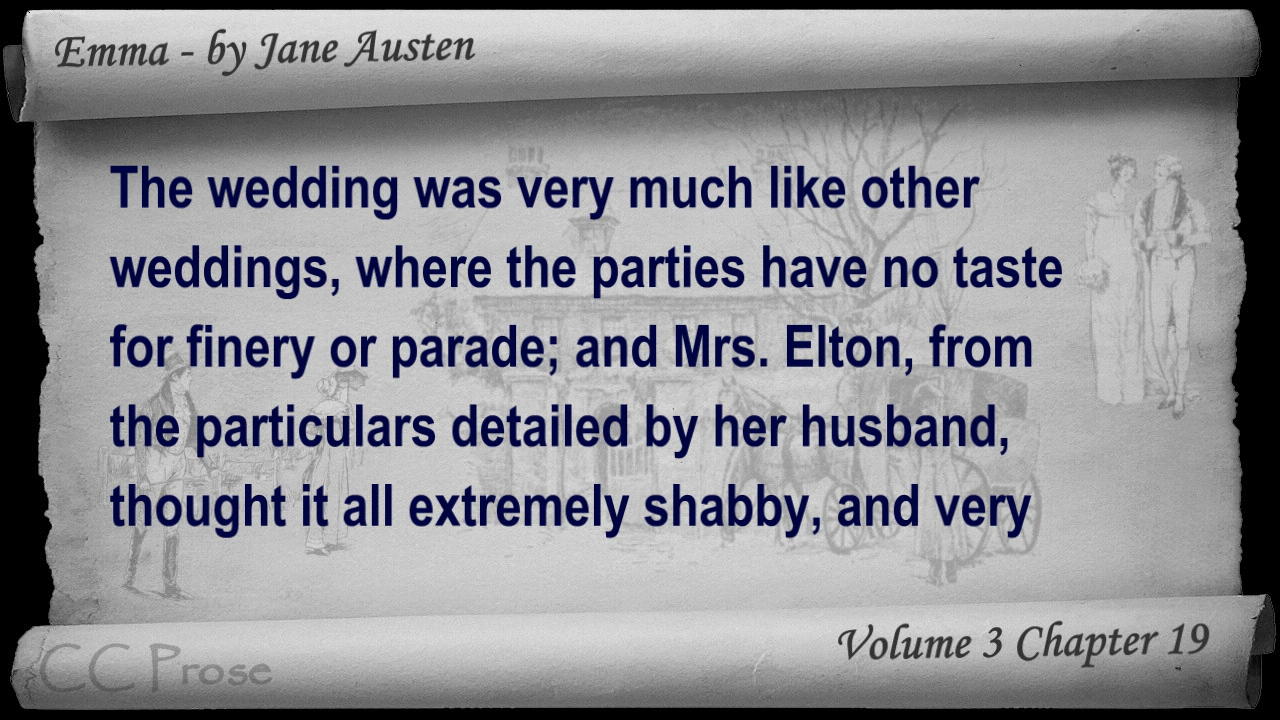 Emma - by Jane Austen
The wedding was very much like other
weddings, where the parties have no taste
for finery or parade; and Mrs. Elton, from
the particulars detailed by her husband,
thought it all extremely shabby, and very
Volume 3 Chapter 19
CC Prose